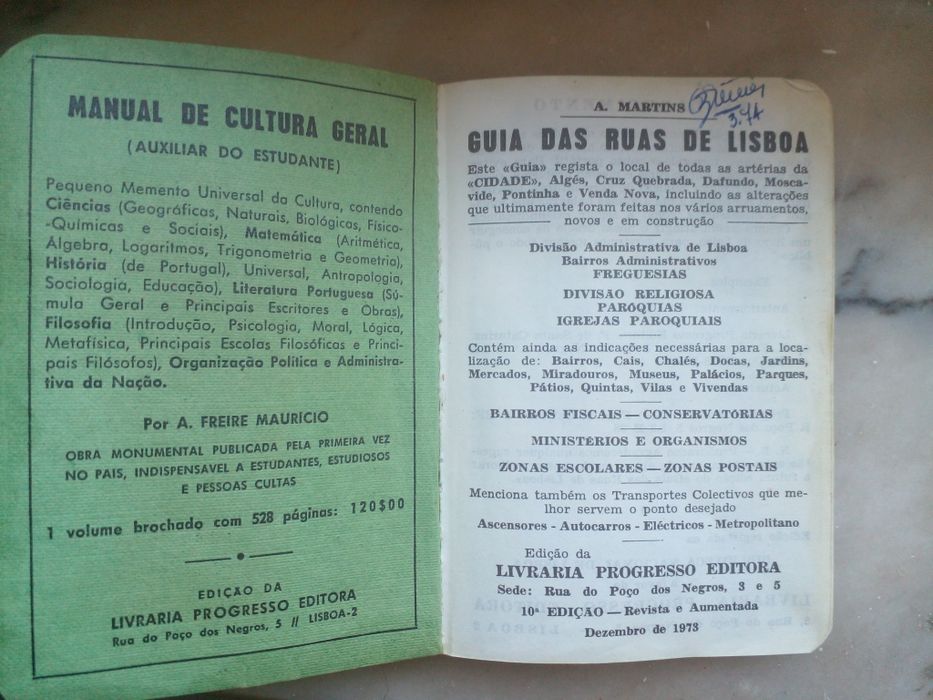 MANUAL DE CULTURA GERAL
(AUXILIAR DO ESTUDANTE)
Pequeno Memento Universal da Cultura, contendo
Ciências (Geográficas, Naturais, Biológicas, Físico-
-Químicas e Sociais), Matemática (Aritmética,
Álgebra, Logaritmos, Trigonometria e Geometria),
História (de Portugal), Universal, Antropologia,
Sociologia, Educação), Literatura Portuguesa (Sú-
mula Geral e Principais Escritores e Obras),
Filosofia (Introdução, Psicologia, Moral, Lógica,
Metafísica, Principais Escolas Filosóficas e Princi-
pais Filósofos), Organização Política e Administra-
tiva da Nação.
Por A. FREIRE MAURÍCIO
OBRA MONUMENTAL PUBLICADA PELA PRIMEIRA VEZ
NO PAIS, INDISPENSAVEL A ESTUDANTES, ESTUDIOSOS
E PESSOAS CULTAS
1 volume brochado com 528 páginas: 120$00
EDIÇÃO DA
LIVRARIA PROGRESSO EDITORA
Rua do Poço dos Negros, 5 // LISBOA-2
A. MARTINS
3.74
GUIA DAS RUAS DE LISBOA
Este «Guia» regista o local de todas as artérias da
«CIDADE», Algés, Cruz Quebrada, Dafundo, Mosca-
vide, Pontinha e Venda Nova, incluindo as alterações
que ultimamente foram feitas nos vários arruamentos,
novos e em construção
Divisão Administrativa de Lisboa
Bairros Administrativos
FREGUESIAS
DIVISÃO RELIGIOSA
PARÓQUIAS
IGREJAS PAROQUIAIS
Contém ainda as indicações necessárias para a loca-
lização de: Bairros, Cais, Chalés, Docas, Jardins,
Mercados, Miradouros, Museus, Palácios, Parques,
Pátios, Quintas, Vilas e Vivendas
BAIRROS FISCAIS — CONSERVATÓRIAS
MINISTÉRIOS E ORGANISMOS
ZONAS ESCOLARES — ZONAS POSTAIS
Menciona também os Transportes Colectivos que me-
lhor servem o ponto desejado
Ascensores - Autocarros - Eléctricos - Metropolitano
Edição da
LIVRARIA PROGRESSO EDITORA
Sede: Rua do Poço dos Negros, 3 e 5
10ª EDIÇÃO — Revista e Aumentada
Dezembro de 1973